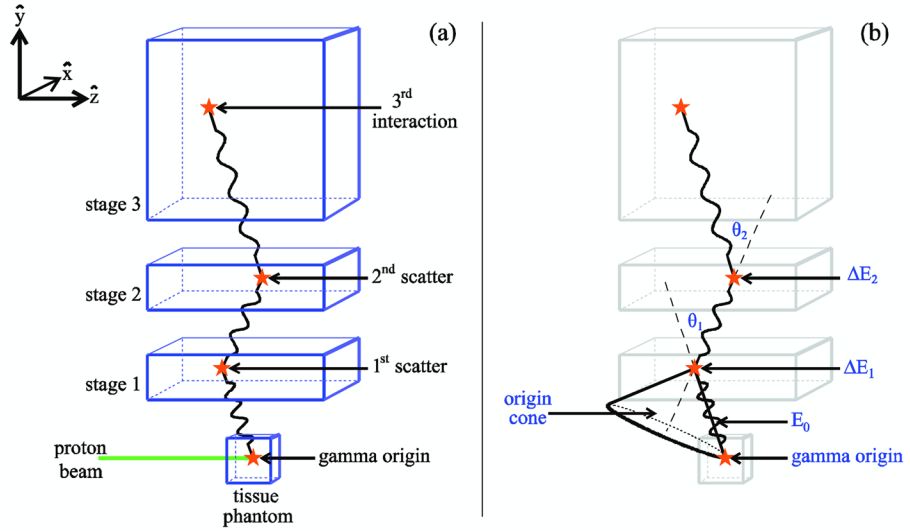 ŷ
x̂
ẑ
(a)
3rd
interaction
stage 3
2nd scatter
stage 2
1st scatter
stage 1
proton
beam
gamma origin
tissue
phantom
(b)
θ2
ΔE2
θ1
ΔE1
origin
cone
E0
gamma origin